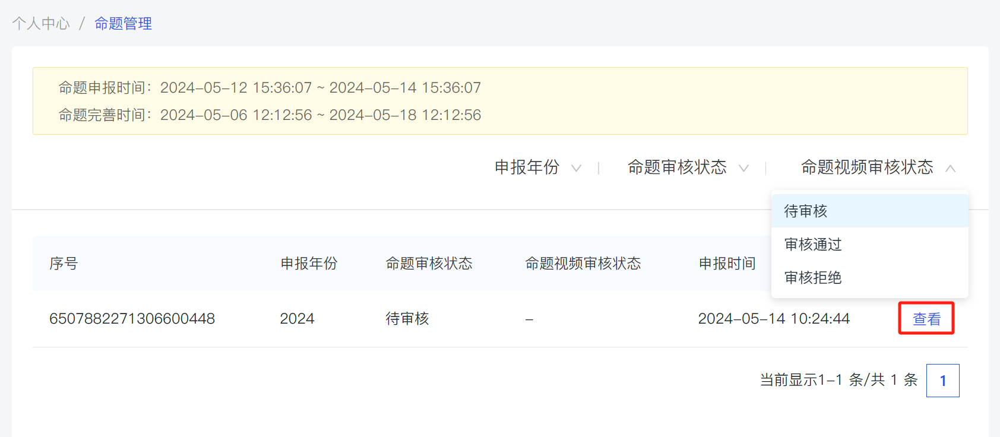 个人中心 / 命题管理
命题申报时间：2024-05-12 15:36:07 ~ 2024-05-14 15:36:07
命题完善时间：2024-05-06 12:12:56 ~ 2024-05-18 12:12:56
申报年份 命题审核状态 命题视频审核状态
待审核
审核通过
审核拒绝
序号 申报年份 命题审核状态 命题视频审核状态 申报时间
6507882271306600448 2024 待审核 – 2024-05-14 10:24:44 查看
当前显示1-1 条/共 1 条 1